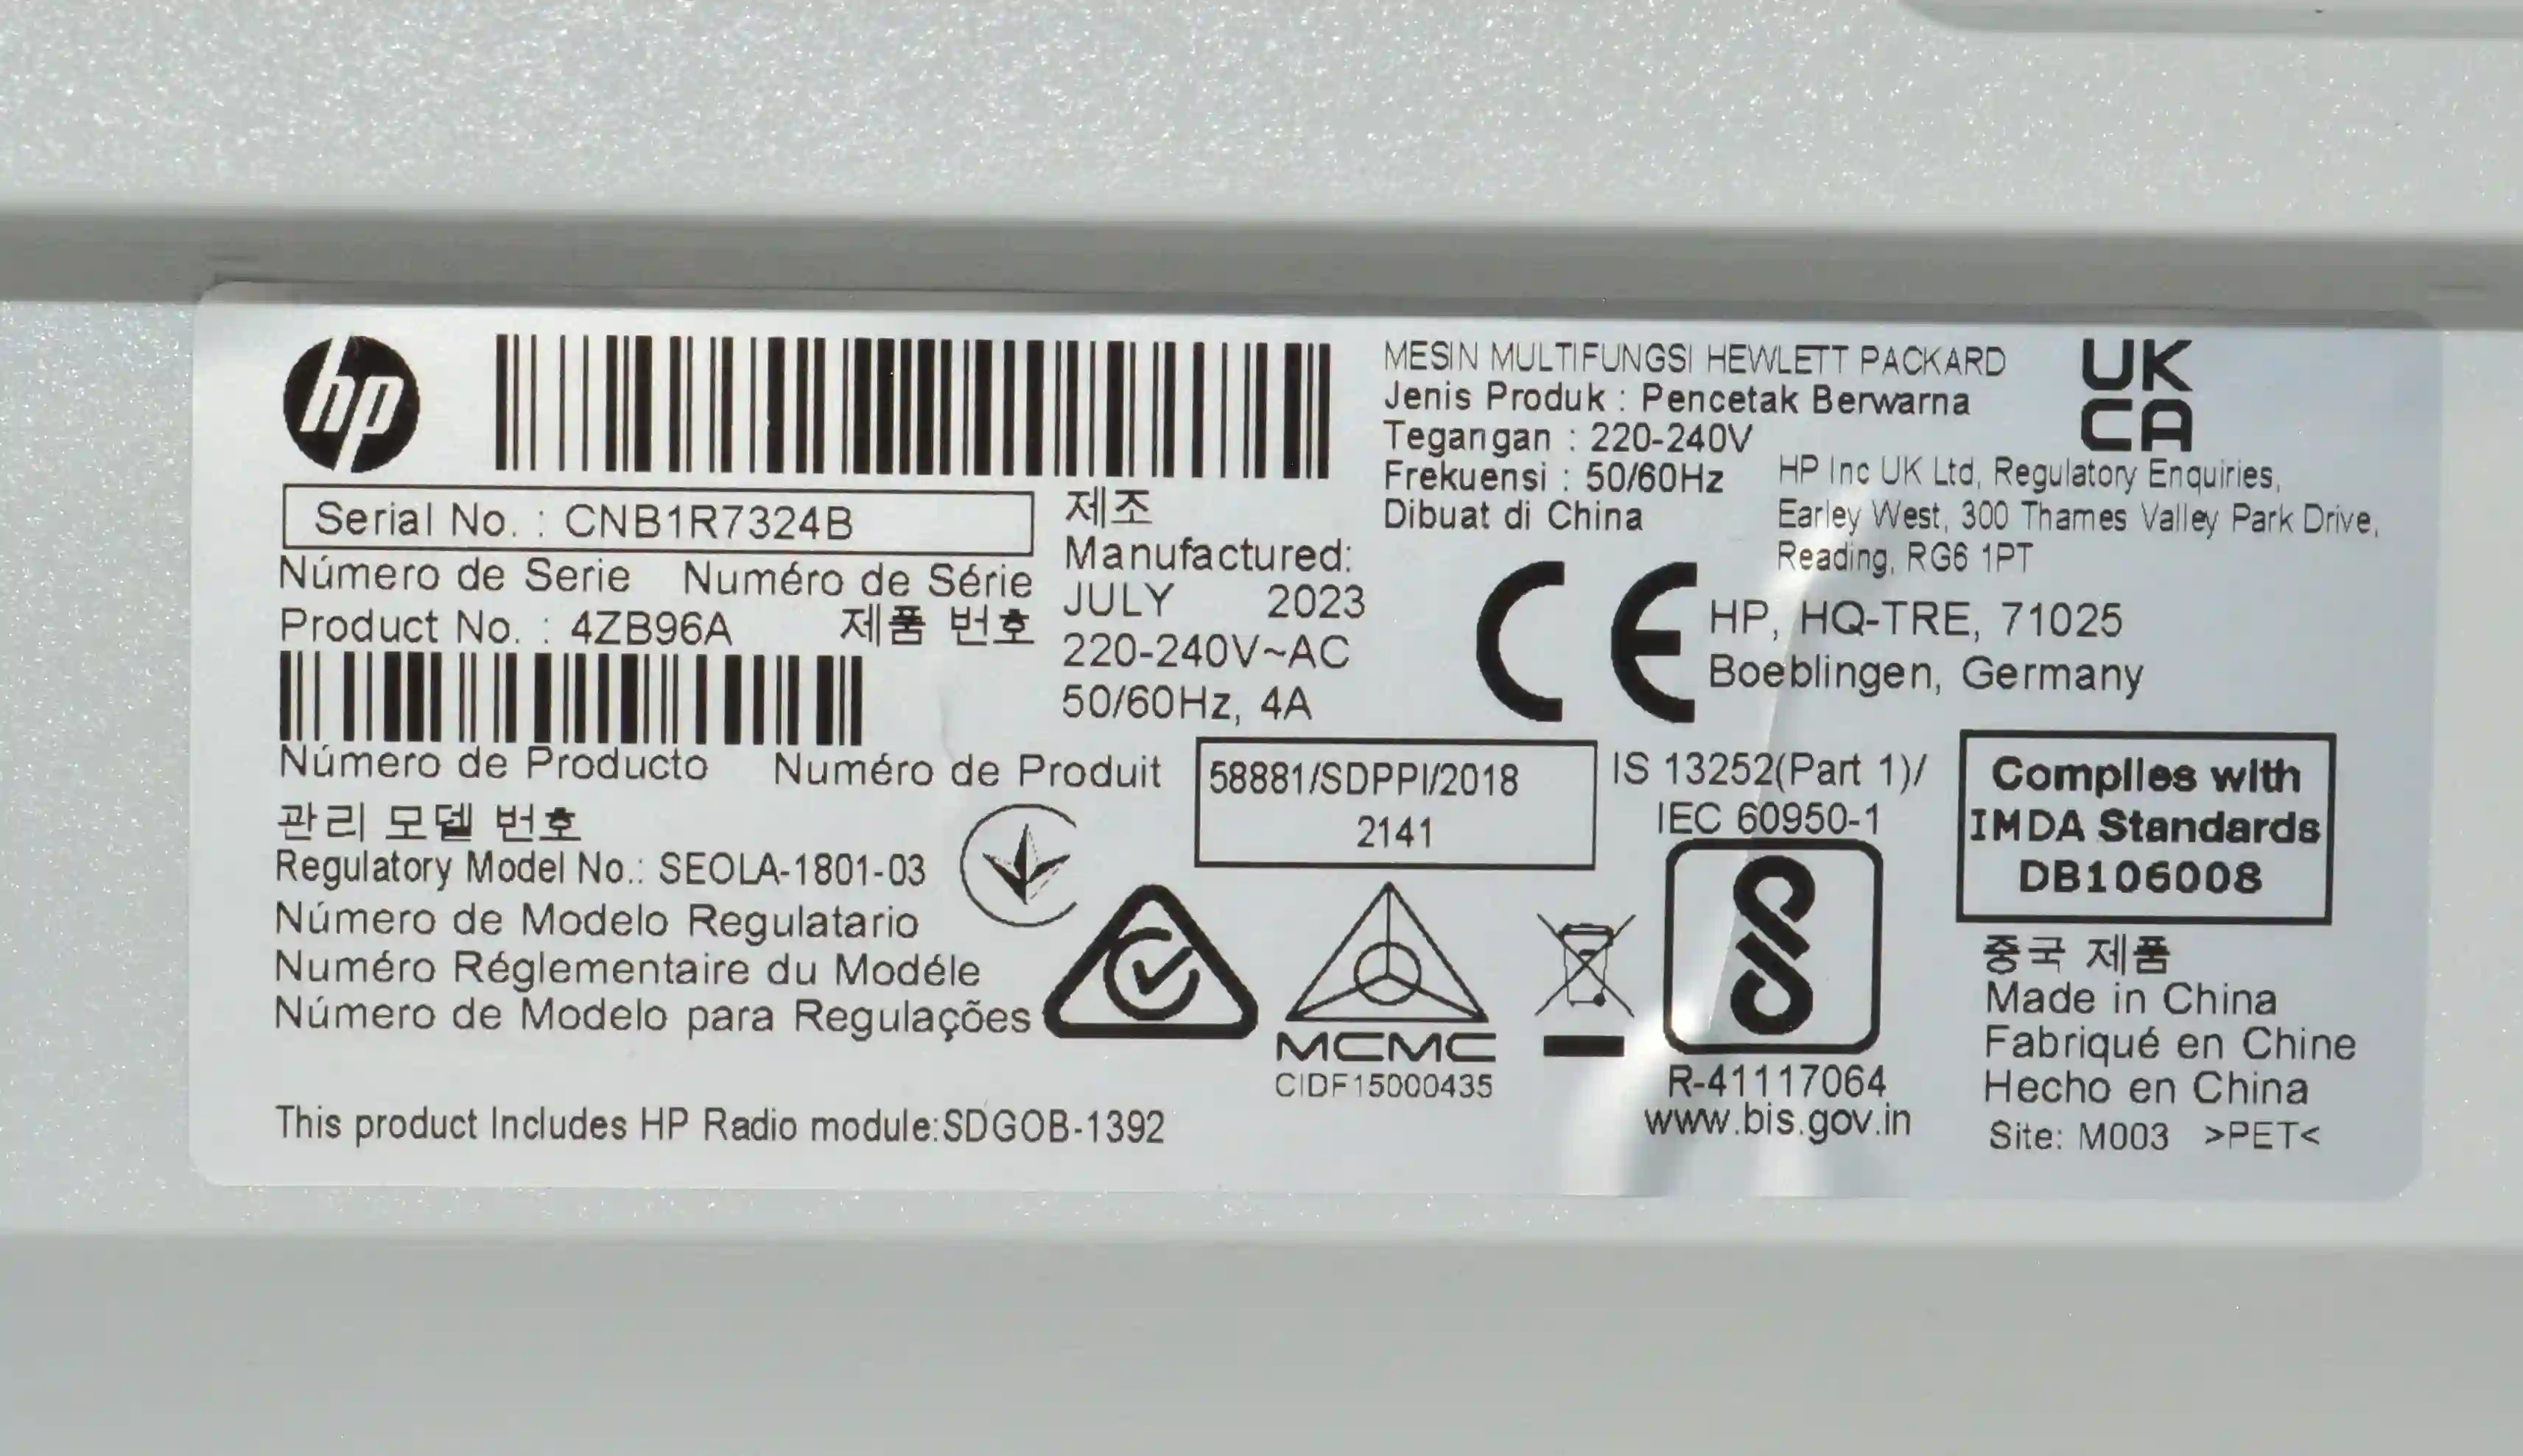 hp
Serial No. : CNB1R7324B
Número de Serie Numéro de Série
Product No. : 4ZB96A 제품 번호
Número de Producto Numéro de Produit
관리 모델 번호
Regulatory Model No.: SEOLA-1801-03
Número de Modelo Regulatario
Numéro Réglementaire du Modéle
Número de Modelo para Regulações
This product Includes HP Radio module:SDGOB-1392
제조
Manufactured:
JULY 2023
220-240V~AC
50/60Hz, 4A
MESIN MULTIFUNGSI HEWLETT PACKARD
Jenis Produk : Pencetak Berwarna
Tegangan : 220-240V
Frekuensi : 50/60Hz
Dibuat di China
UK
CA
HP Inc UK Ltd, Regulatory Enquiries,
Earley West, 300 Thames Valley Park Drive,
Reading, RG6 1PT
CE
HP, HQ-TRE, 71025
Boeblingen, Germany
58881/SDPPI/2018
2141
MCMC
CIDF15000435
IS 13252(Part 1)/
IEC 60950-1
R-41117064
www.bis.gov.in
Complies with
IMDA Standards
DB106008
중국 제품
Made in China
Fabriqué en Chine
Hecho en China
Site: M003 >PET<